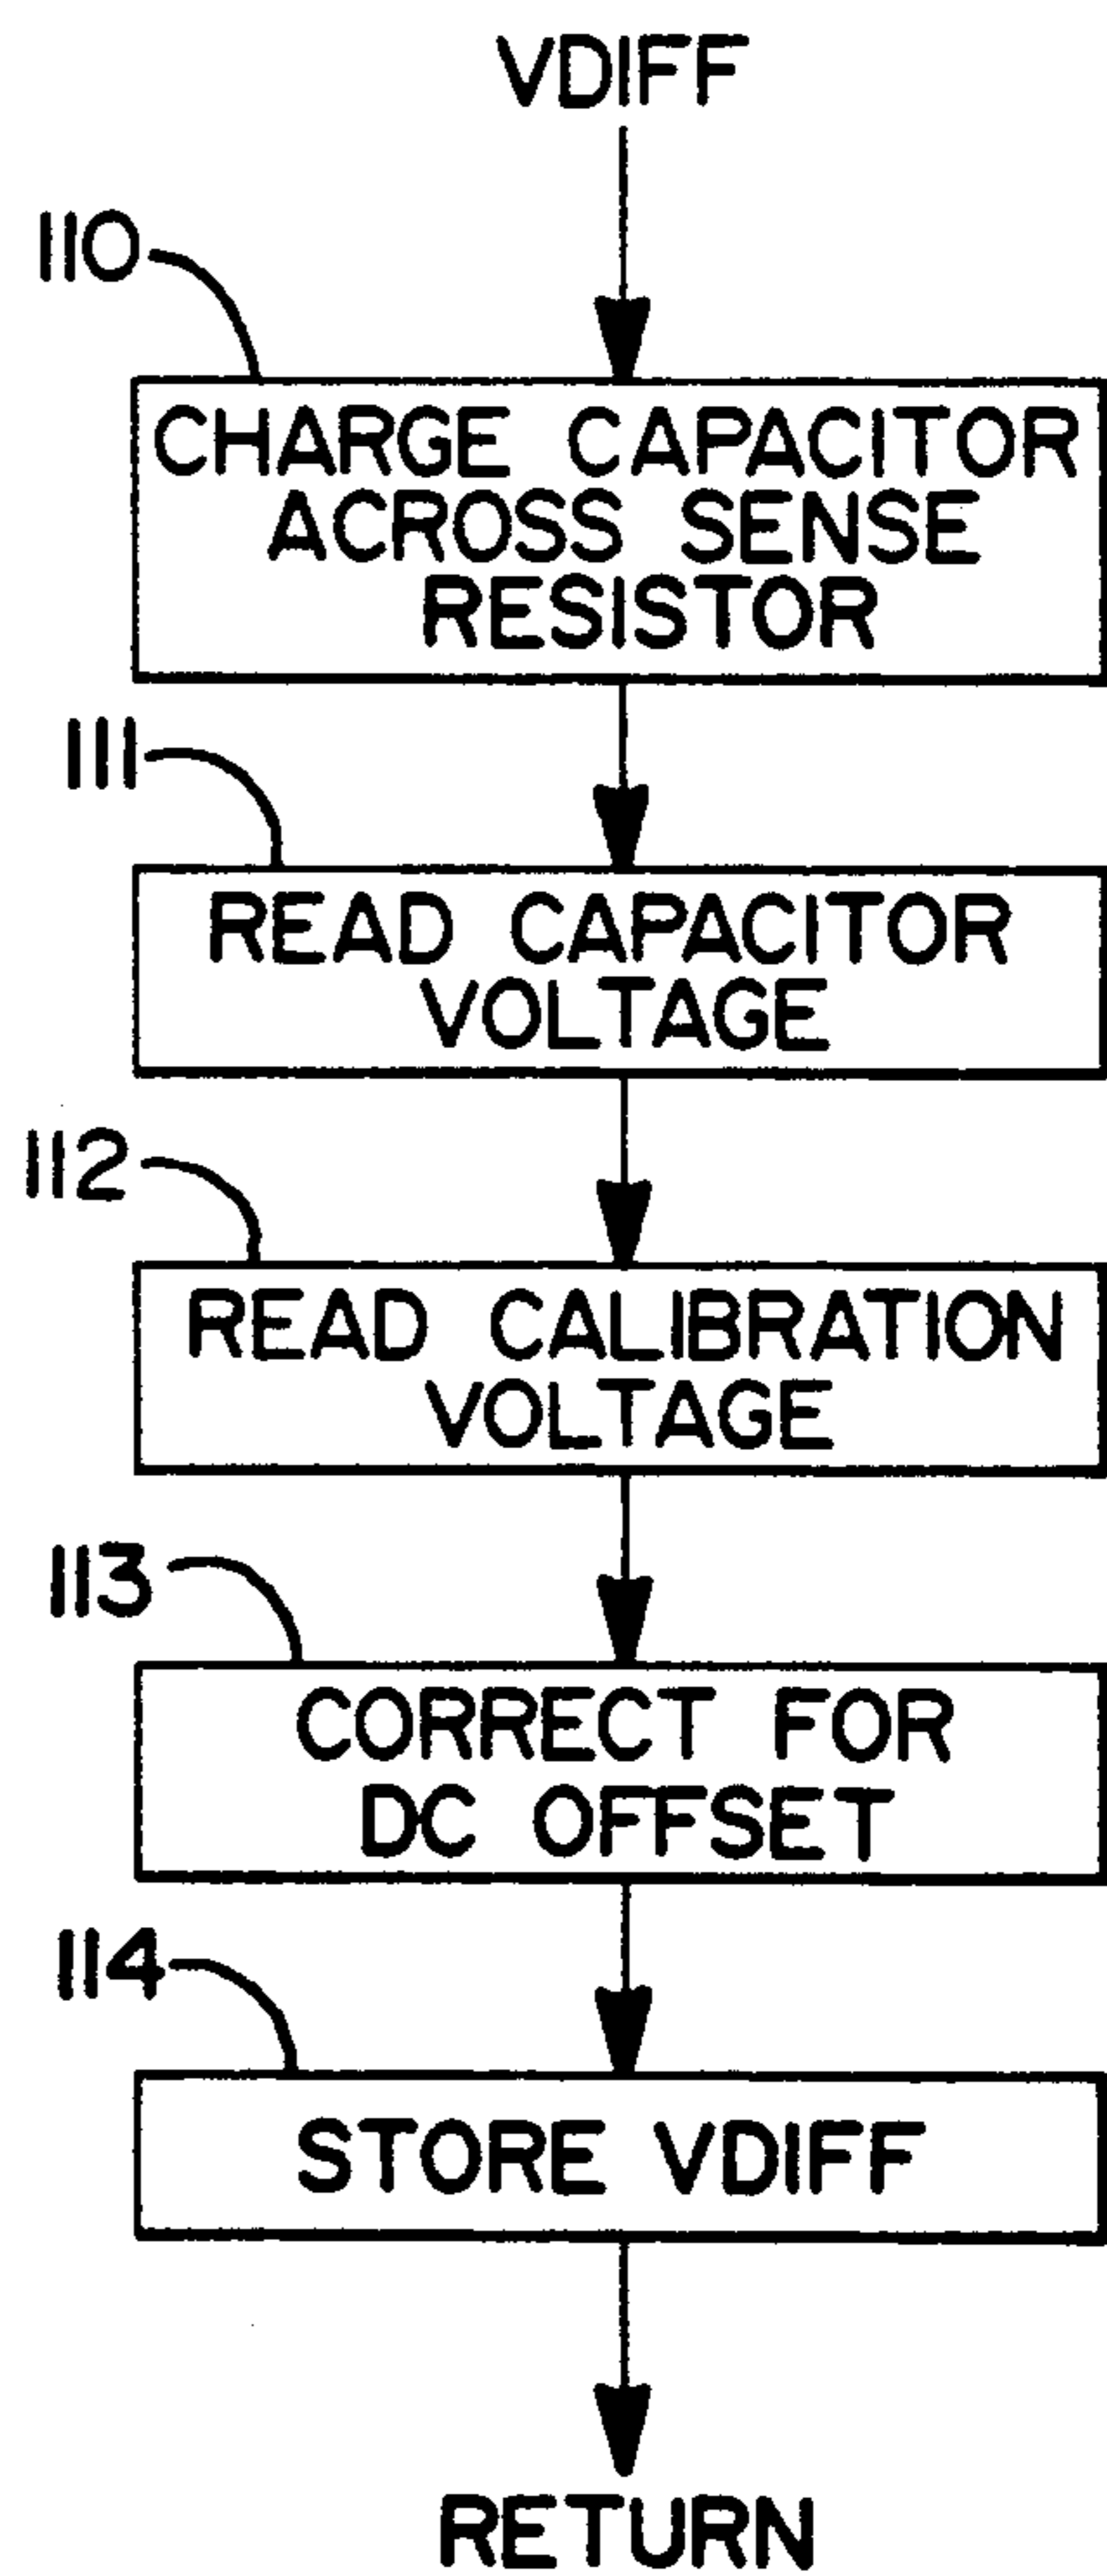 VDIFF
110
CHARGE CAPACITOR
ACROSS SENSE
RESISTOR
111
READ CAPACITOR
VOLTAGE
112
READ CALIBRATION
VOLTAGE
113
CORRECT FOR
DC OFFSET
114
STORE VDIFF
RETURN